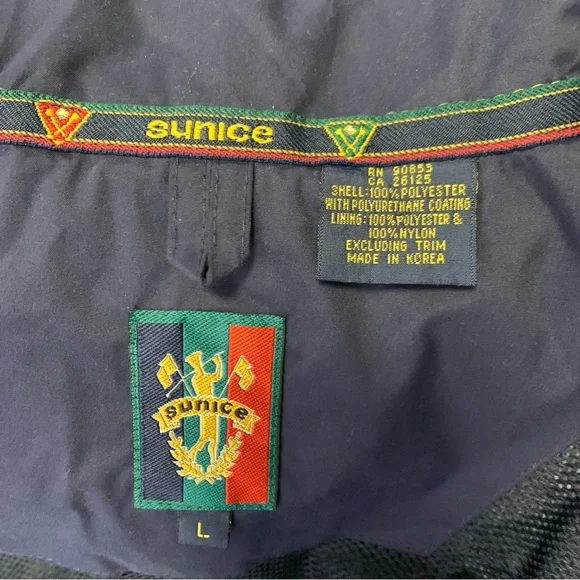 sunice
RN 90853
CA 26125
SHELL:100%POLYESTER
WITH POLYURETHANE COATING
LINING:100%POLYESTER &
100%NYLON
EXCLUDING TRIM
MADE IN KOREA
sunice
L